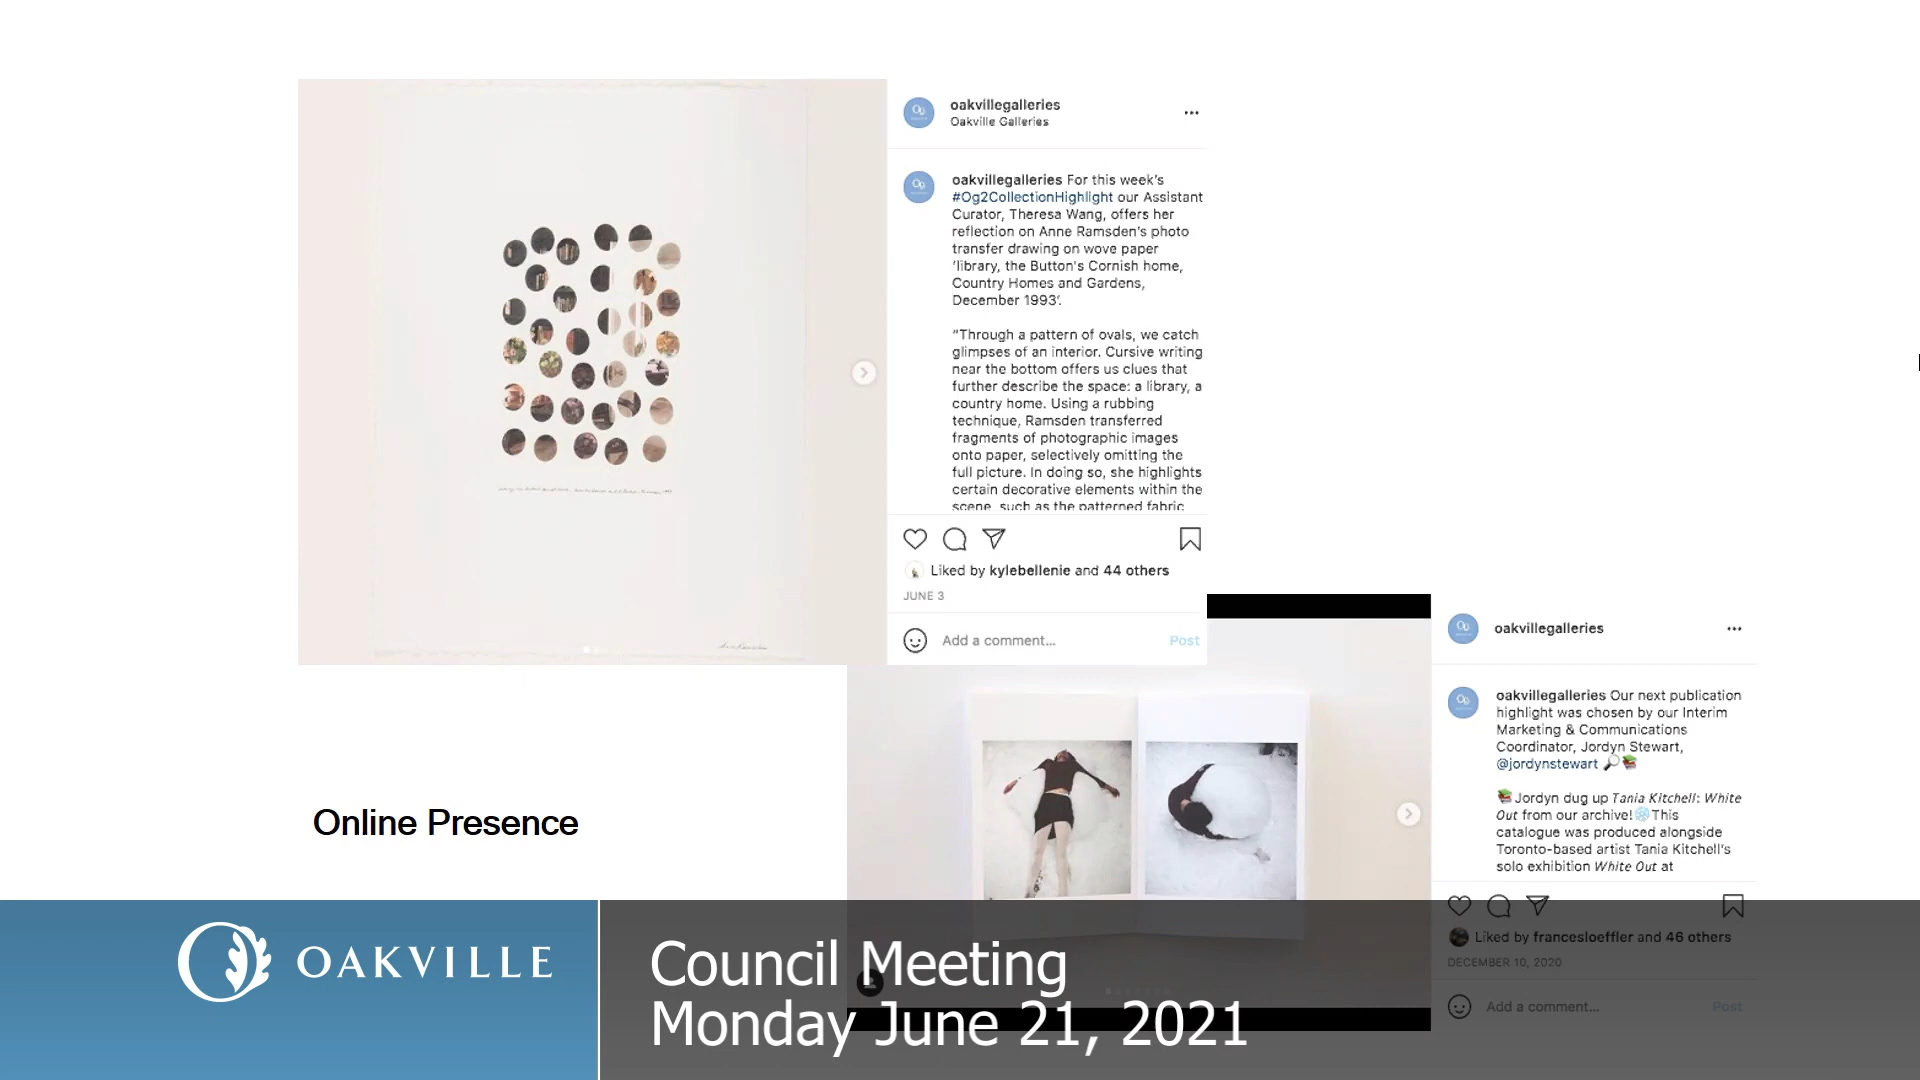 oakvillegalleries
Oakville Galleries
oakvillegalleries For this week's
#Og2CollectionHighlight our Assistant
Curator, Theresa Wang, offers her
reflection on Anne Ramsden's photo
transfer drawing on wove paper
'library, the Button's Cornish home,
Country Homes and Gardens,
December 1993'.
"Through a pattern of ovals, we catch
glimpses of an interior. Cursive writing
near the bottom offers us clues that
further describe the space: a library, a
country home. Using a rubbing
technique, Ramsden transferred
fragments of photographic images
onto paper, selectively omitting the
full picture. In doing so, she highlights
certain decorative elements within the
scene, such as the patterned fabric
Liked by kylebellenie and 44 others
JUNE 3
Add a comment... Post
oakvillegalleries
oakvillegalleries Our next publication
highlight was chosen by our Interim
Marketing & Communications
Coordinator, Jordyn Stewart,
@jordynstewart 🔎📚
📚Jordyn dug up Tania Kitchell: White
Out from our archive!❄️This
catalogue was produced alongside
Toronto-based artist Tania Kitchell's
solo exhibition White Out at
Liked by francesloeffler and 46 others
DECEMBER 10, 2020
Add a comment... Post
Online Presence
OAKVILLE
Council Meeting
Monday June 21, 2021